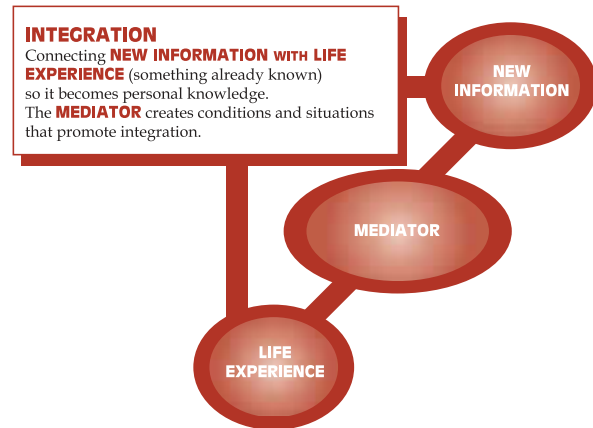 INTEGRATION
Connecting NEW INFORMATION WITH LIFE
EXPERIENCE (something already known)
so it becomes personal knowledge.
The MEDIATOR creates conditions and situations
that promote integration.
NEW
INFORMATION
MEDIATOR
LIFE
EXPERIENCE